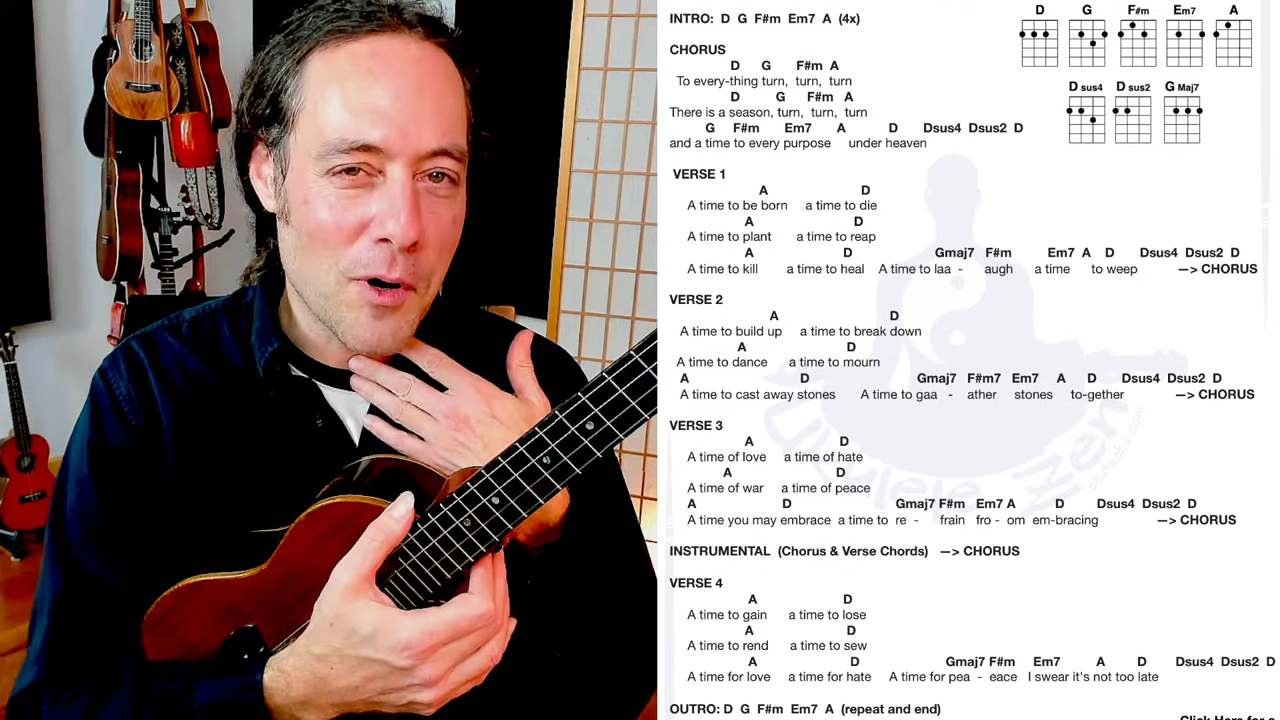 INTRO: D G F#m Em7 A (4x)
D G F#m Em7 A
CHORUS
D G F#m A
To every-thing turn, turn, turn
D sus4 D sus2 G Maj7
D G F#m A
There is a season, turn, turn, turn
G F#m Em7 A D Dsus4 Dsus2 D
and a time to every purpose under heaven
VERSE 1
A D
A time to be born a time to die
A D
A time to plant a time to reap
A D Gmaj7 F#m Em7 A D Dsus4 Dsus2 D
A time to kill a time to heal A time to laa - augh a time to weep —> CHORUS
VERSE 2
A D
A time to build up a time to break down
A D
A time to dance a time to mourn
A D Gmaj7 F#m7 Em7 A D Dsus4 Dsus2 D
A time to cast away stones A time to gaa - ather stones to-gether —> CHORUS
VERSE 3
A D
A time of love a time of hate
A D
A time of war a time of peace
A D Gmaj7 F#m Em7 A D Dsus4 Dsus2 D
A time you may embrace a time to re - frain fro - om em-bracing —> CHORUS
Ukulele Zen
INSTRUMENTAL (Chorus & Verse Chords) —> CHORUS
VERSE 4
A D
A time to gain a time to lose
A D
A time to rend a time to sew
A D Gmaj7 F#m Em7 A D Dsus4 Dsus2 D
A time for love a time for hate A time for pea - eace I swear it's not too late
OUTRO: D G F#m Em7 A (repeat and end)
Click Here for a